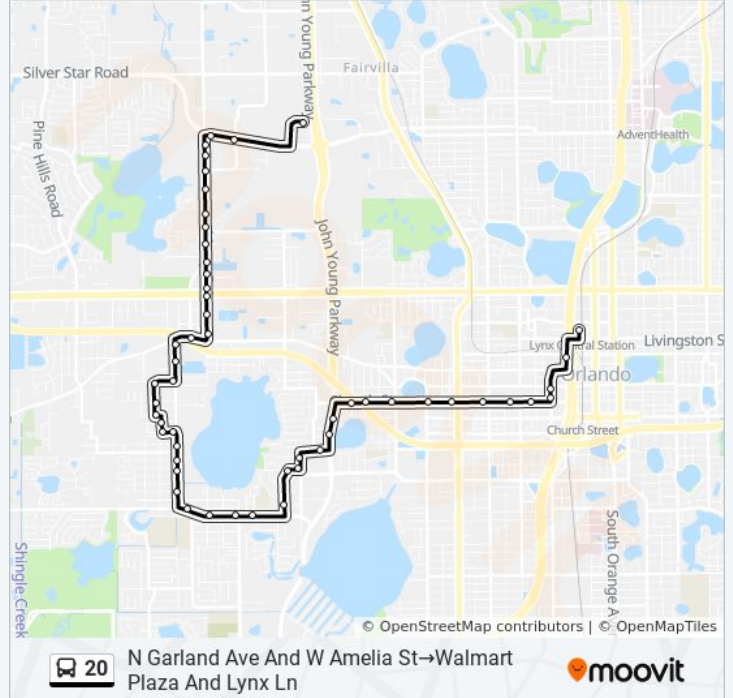 hn Young Parkway
Silver Star Road
Fairvilla
Pine Hills Road
AdventHealth
John Young Parkway
Lynx C tral Station
Livingston S
Orlando
Church Street
Shingle Creek
South Orange A
© OpenStreetMap contributors | © OpenMapTiles
20
N Garland Ave And W Amelia St→Walmart
Plaza And Lynx Ln
moovit